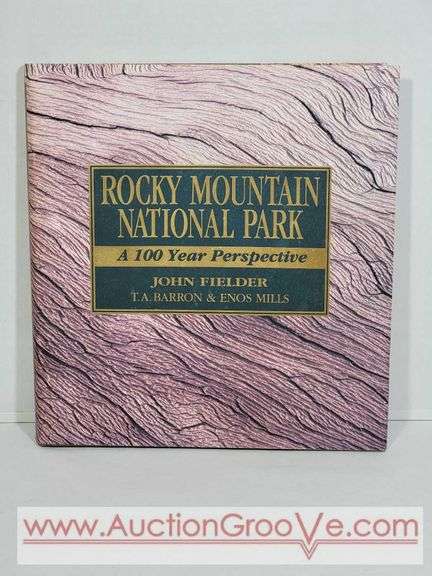 ROCKY MOUNTAIN
NATIONAL PARK
A 100 Year Perspective
JOHN FIELDER
T.A. BARRON & ENOS MILLS
www.AuctionGrooVe.com